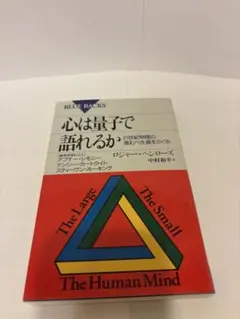 BLUE BACKS
心は量子で
語れるか
21世紀物理の
進むべき道をさぐる
ロジャー・ペンローズ
中村和幸 訳
アブナー・シモニー
ナンシー・カートライト
スティーヴン・ホーキング
The Large
The Small
The Human Mind